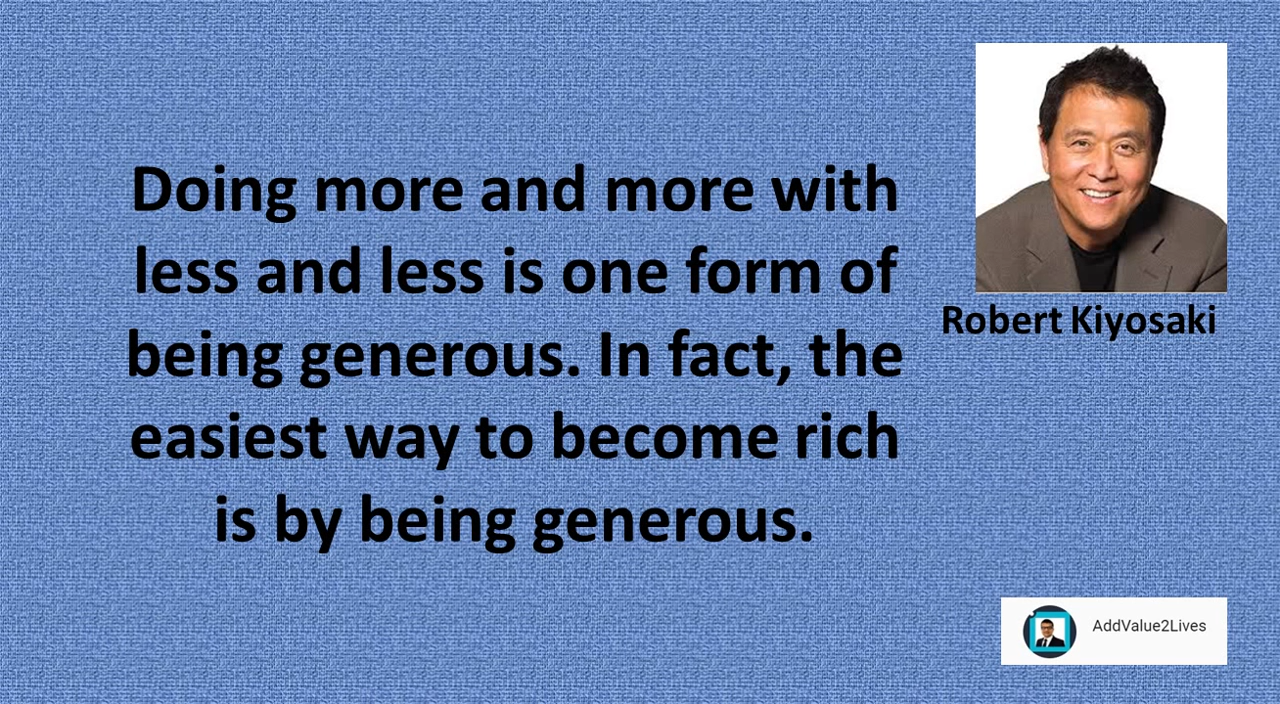 Doing more and more with
less and less is one form of
being generous. In fact, the
easiest way to become rich
is by being generous.
Robert Kiyosaki
AddValue2Lives